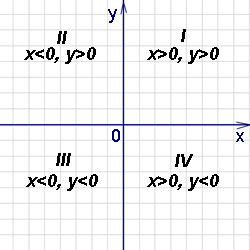 y
II
x<0, y>0
I
x>0, y>0
0
x
III
x<0, y<0
IV
x>0, y<0